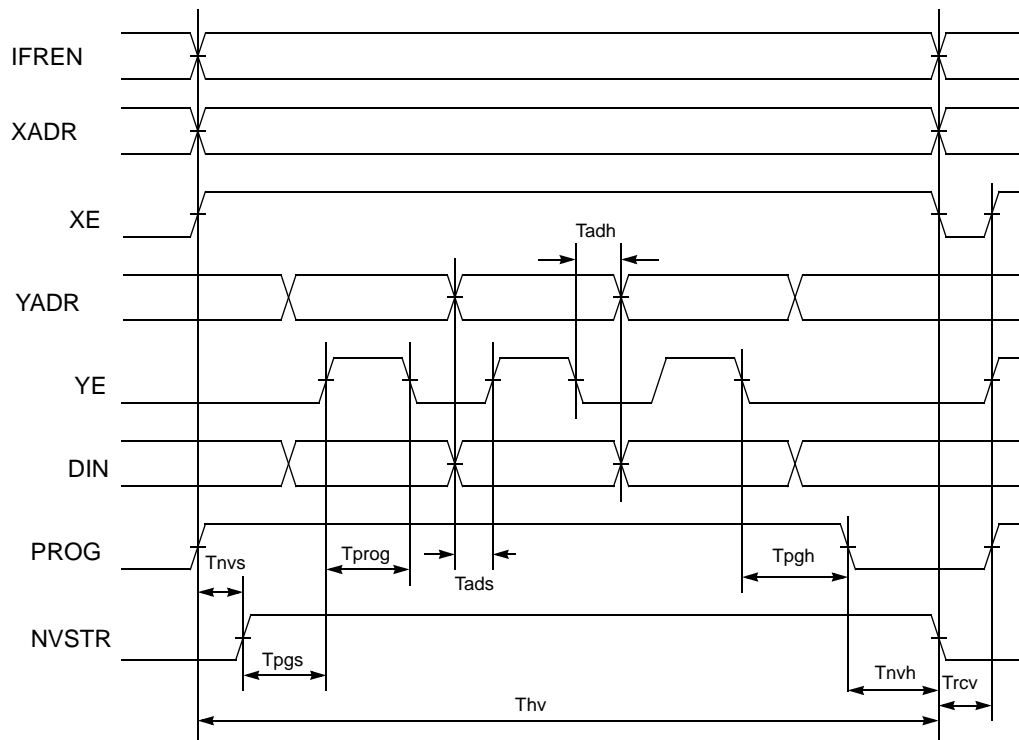 IFREN
XADR
XE
Tadh
YADR
YE
DIN
PROG
Tnvs
Tprog
Tads
Tpgh
NVSTR
Tpgs
Tnvh
Trcv
Thv